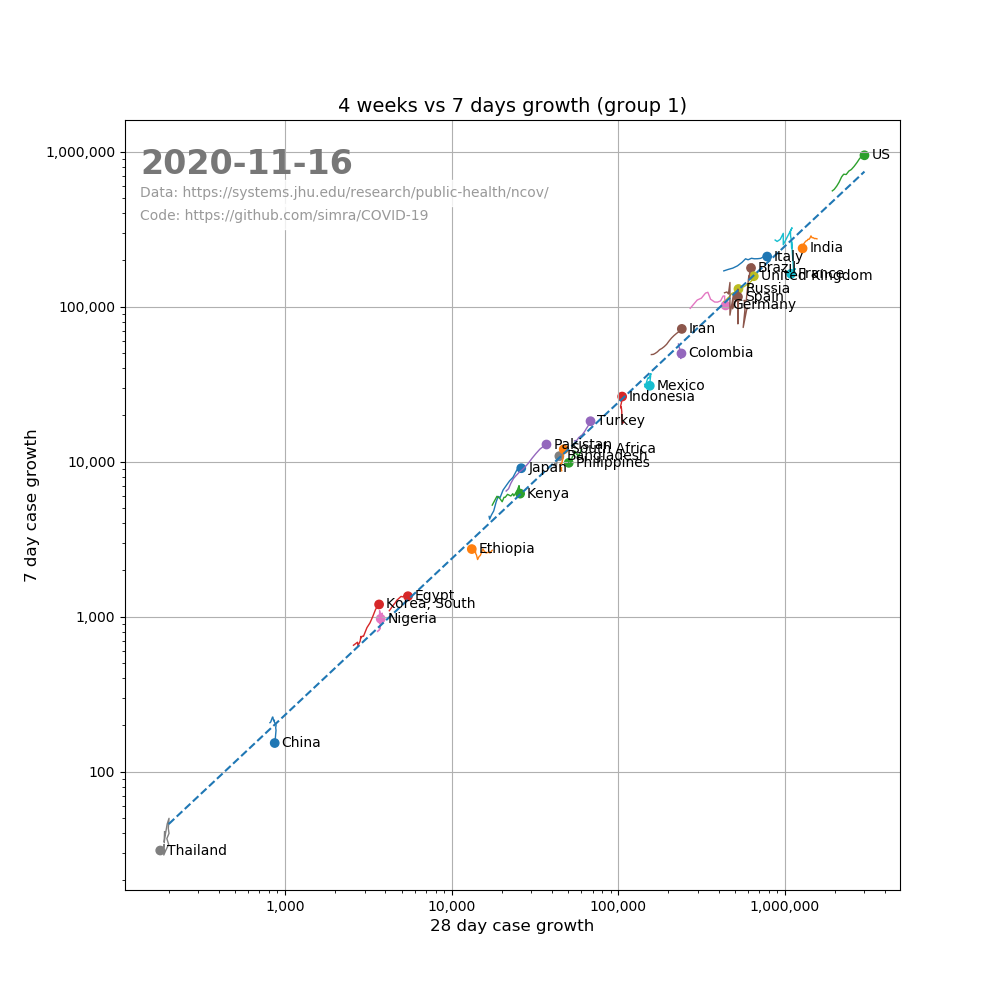 4 weeks vs 7 days growth (group 1)
2020-11-16
Data: https://systems.jhu.edu/research/public-health/ncov/
Code: https://github.com/simra/COVID-19
7 day case growth
1,000,000
100,000
10,000
1,000
100
US
India
Italy
Brazil
France
United Kingdom
Russia
Spain
Germany
Iran
Colombia
Mexico
Indonesia
Turkey
Pakistan
South Africa
Bangladesh
Philippines
Japan
Kenya
Ethiopia
Egypt
Korea, South
Nigeria
China
Thailand
1,000
10,000
100,000
1,000,000
28 day case growth